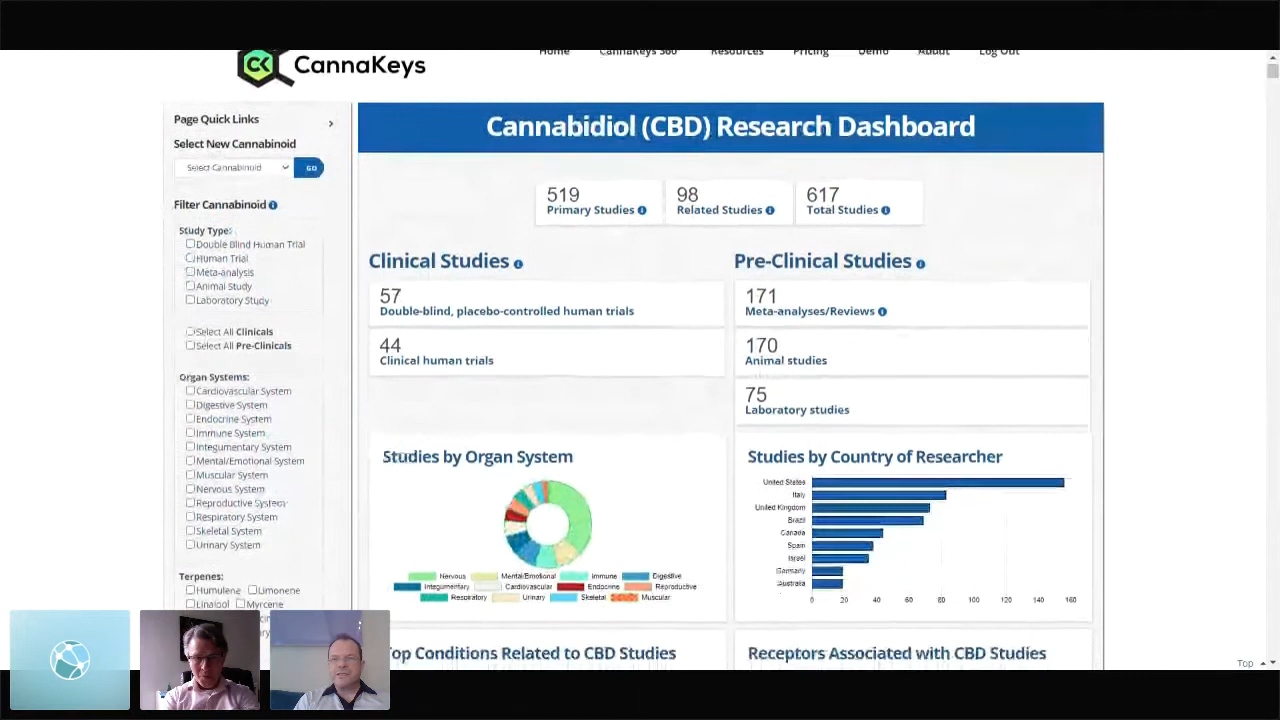 Home CannaKeys 360 Resources Pricing Demo About Log Out
CannaKeys
Page Quick Links
Select New Cannabinoid
Select Cannabinoid GO
Filter Cannabinoid
Study Type:
Double Blind Human Trial
Human Trial
Meta-analysis
Animal Study
Laboratory Study
Select All Clinicals
Select All Pre-Clinicals
Organ Systems:
Cardiovascular System
Digestive System
Endocrine System
Immune System
Integumentary System
Mental/Emotional System
Muscular System
Nervous System
Reproductive System
Respiratory System
Skeletal System
Urinary System
Terpenes:
Humulene Limonene
Linalool Myrcene
Cannabidiol (CBD) Research Dashboard
519
Primary Studies
98
Related Studies
617
Total Studies
Clinical Studies
57
Double-blind, placebo-controlled human trials
44
Clinical human trials
Pre-Clinical Studies
171
Meta-analyses/Reviews
170
Animal studies
75
Laboratory studies
Studies by Organ System
Nervous Mental/Emotional Immune Digestive
Integumentary Cardiovascular Endocrine Reproductive
Respiratory Urinary Skeletal Muscular
Studies by Country of Researcher
United States
Italy
United Kingdom
Brazil
Canada
Spain
Israel
Germany
Australia
0 20 40 60 80 100 120 140 160
Top Conditions Related to CBD Studies
Receptors Associated with CBD Studies
Top